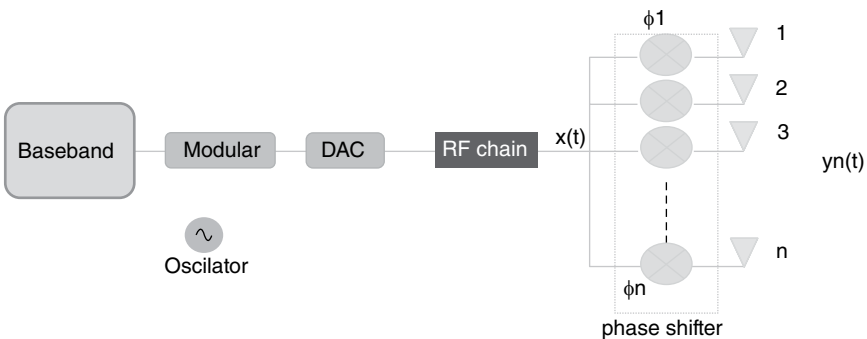 ϕ1
1
2
3
Baseband
Modular
DAC
RF chain
x(t)
yn(t)
Oscilator
n
ϕn
phase shifter